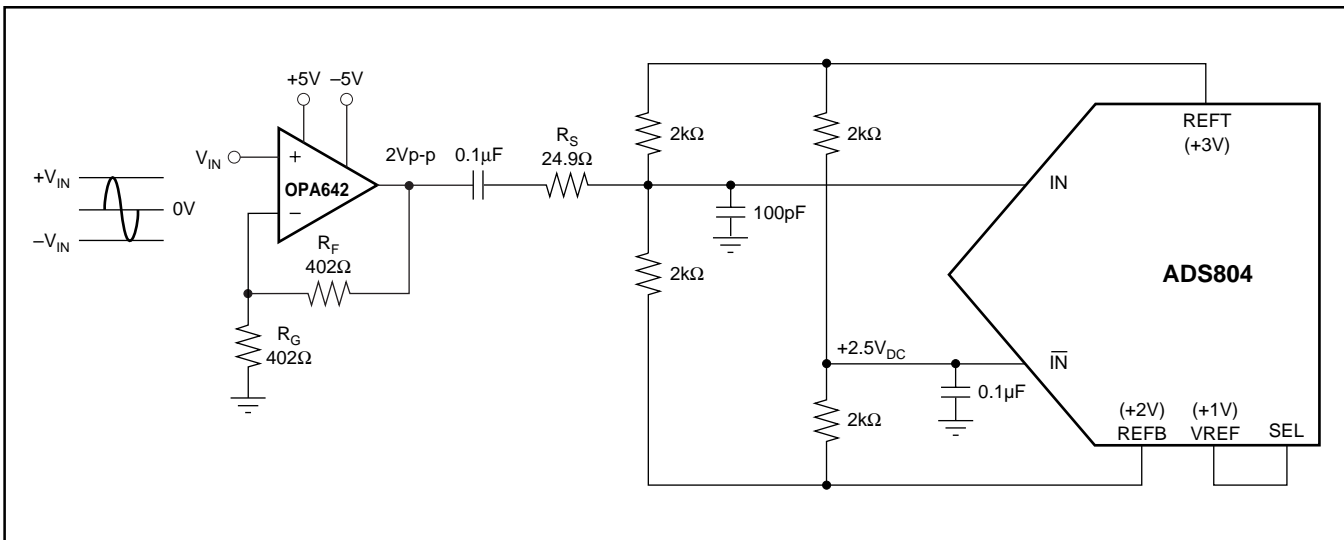 +5V –5V
V_IN
+
–
OPA642
2Vp-p
0.1µF
R_S
24.9Ω
+V_IN
0V
–V_IN
R_F
402Ω
R_G
402Ω
2kΩ
2kΩ
100pF
2kΩ
+2.5V_DC
0.1µF
2kΩ
REFT
(+3V)
IN
ADS804
I̅N̅
(+2V) (+1V)
REFB VREF SEL